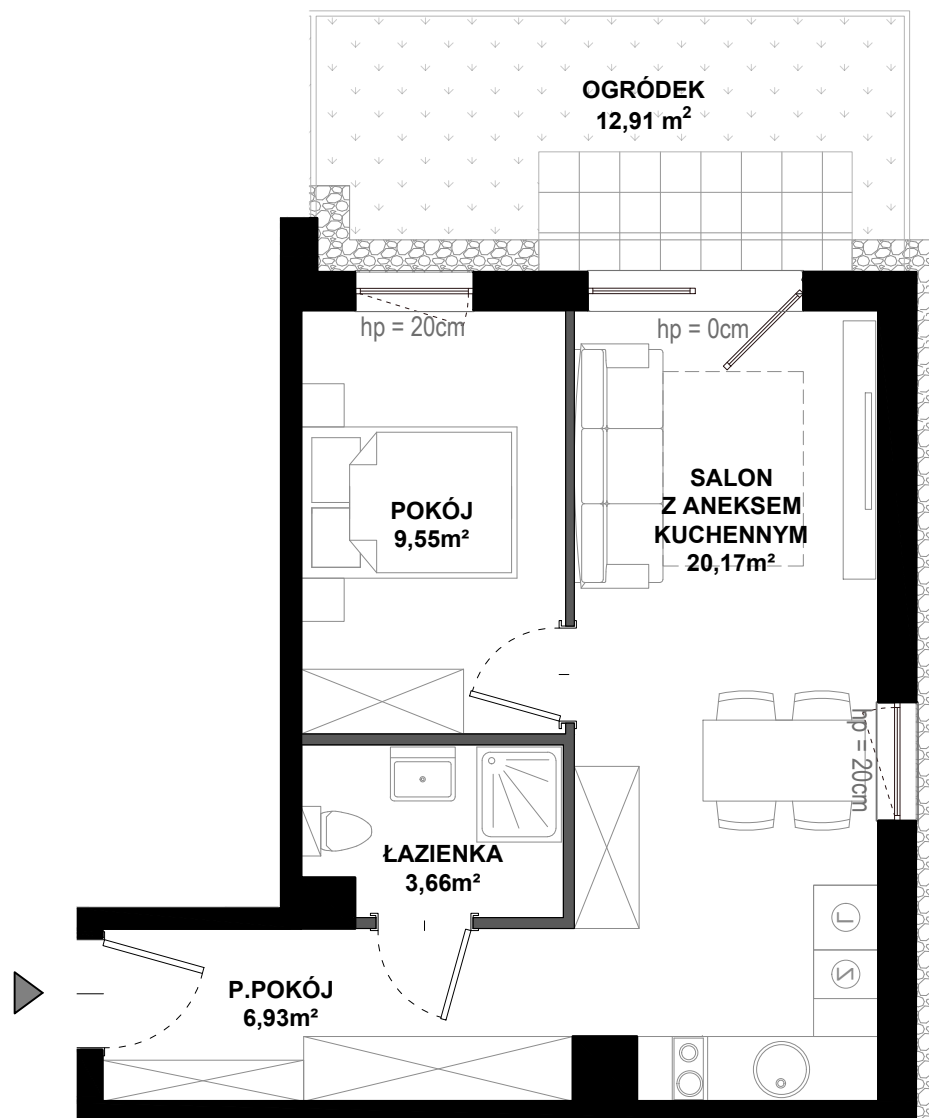 OGRÓDEK
12,91 m²
hp = 20cm
hp = 0cm
SALON
Z ANEKSEM
KUCHENNYM
20,17m²
POKÓJ
9,55m²
hp = 20cm
ŁAZIENKA
3,66m²
L
Z
P.POKÓJ
6,93m²